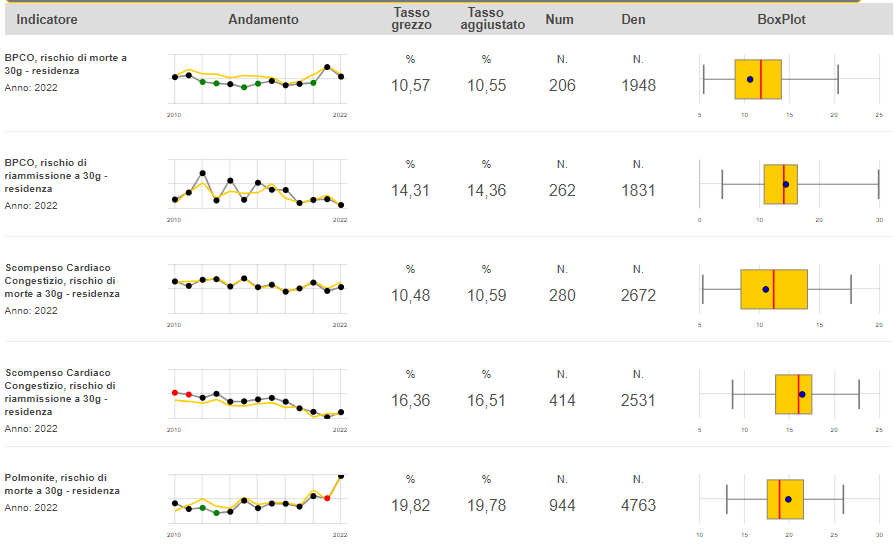 Indicatore Andamento Tasso grezzo Tasso aggiustato Num Den BoxPlot
BPCO, rischio di morte a
30g - residenza
Anno: 2022
2010 2022
% % N. N.
10,57 10,55 206 1948
5 10 15 20 25
BPCO, rischio di
riammissione a 30g -
residenza
Anno: 2022
2010 2022
% % N. N.
14,31 14,36 262 1831
0 10 20 30
Scompenso Cardiaco
Congestizio, rischio di
morte a 30g - residenza
Anno: 2022
2010 2022
% % N. N.
10,48 10,59 280 2672
5 10 15 20
Scompenso Cardiaco
Congestizio, rischio di
riammissione a 30g -
residenza
Anno: 2022
2010 2022
% % N. N.
16,36 16,51 414 2531
5 10 15 20 25
Polmonite, rischio di
morte a 30g - residenza
Anno: 2022
2010 2022
% % N. N.
19,82 19,78 944 4763
10 15 20 25 30